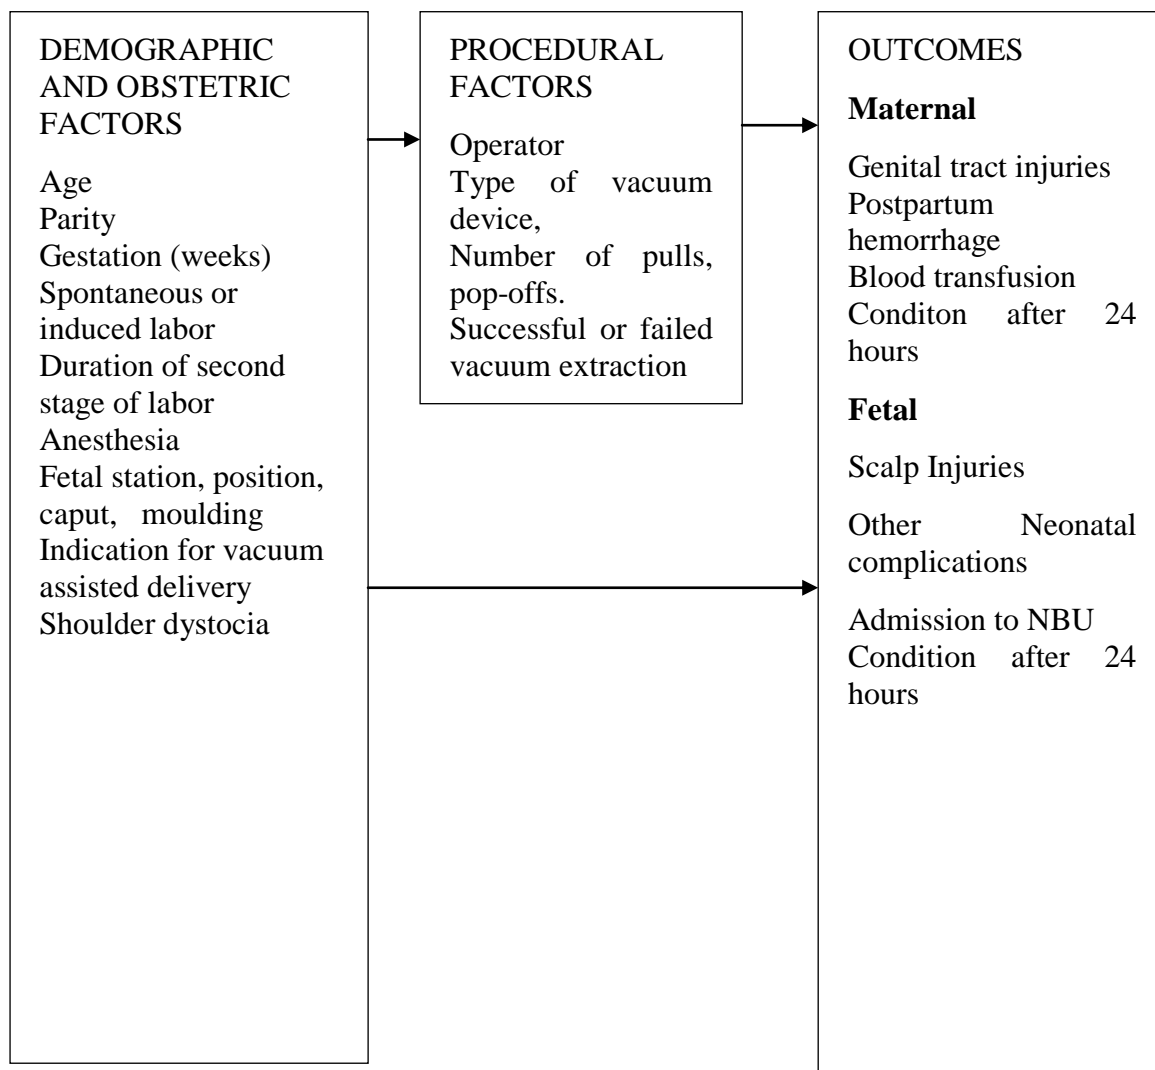 DEMOGRAPHIC
AND OBSTETRIC
FACTORS
Age
Parity
Gestation (weeks)
Spontaneous or
induced labor
Duration of second
stage of labor
Anesthesia
Fetal station, position,
caput, moulding
Indication for vacuum
assisted delivery
Shoulder dystocia
PROCEDURAL
FACTORS
Operator
Type of vacuum
device,
Number of pulls,
pop-offs.
Successful or failed
vacuum extraction
OUTCOMES
Maternal
Genital tract injuries
Postpartum
hemorrhage
Blood transfusion
Conditon after 24
hours
Fetal
Scalp Injuries
Other Neonatal
complications
Admission to NBU
Condition after 24
hours